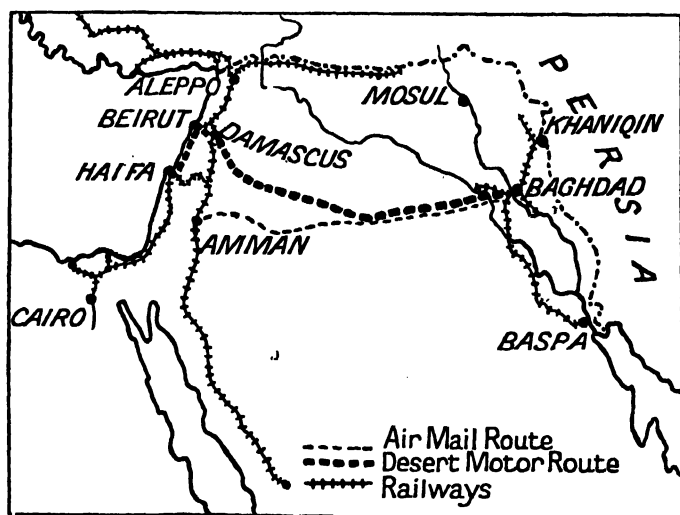 PERSIA
ALEPPO
MOSUL
BEIRUT
KHANIQIN
DAMASCUS
HAIFA
BAGHDAD
AMMAN
CAIRO
BASPA
Air Mail Route
Desert Motor Route
Railways